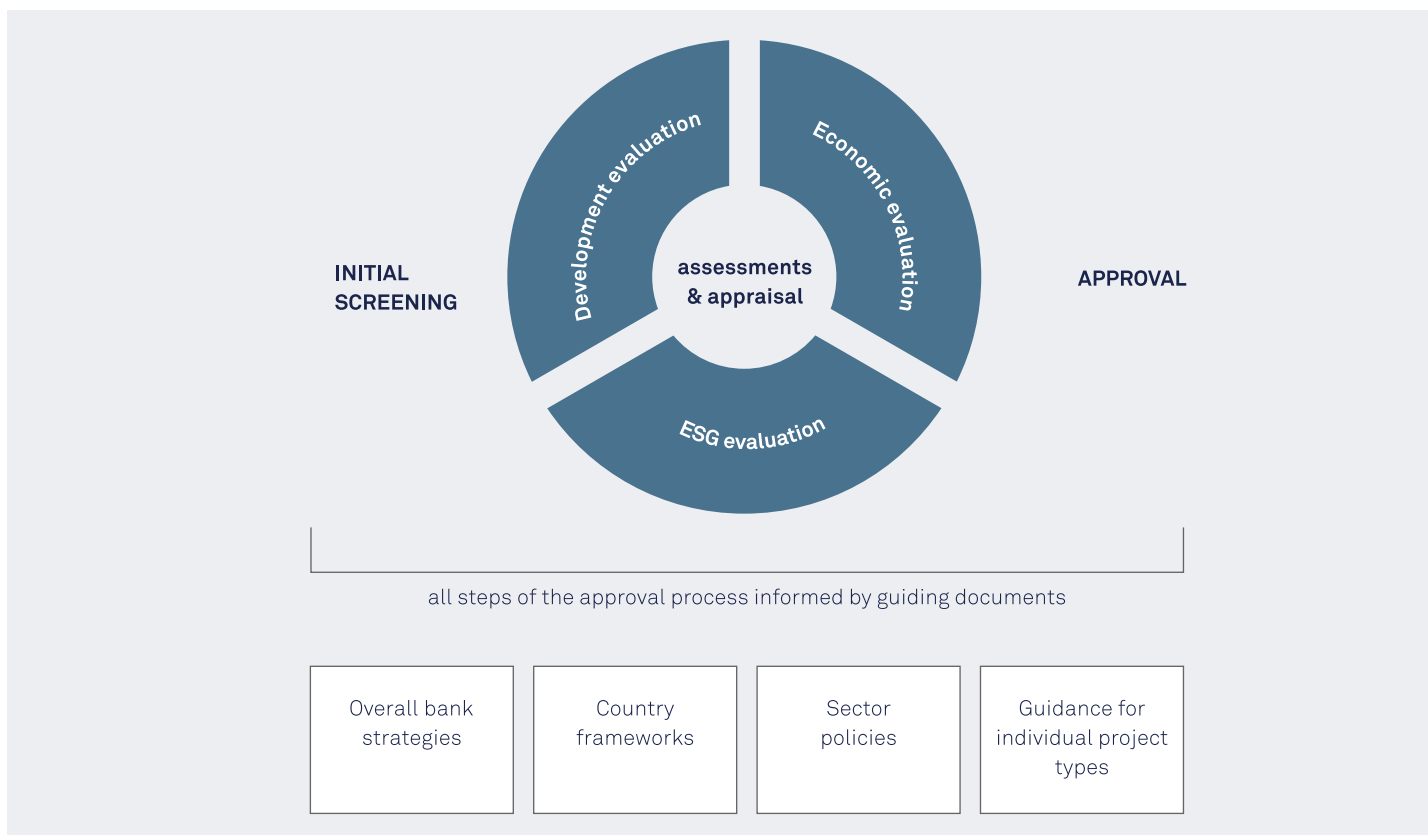 Development evaluation
Economic evaluation
INITIAL
SCREENING
assessments
& appraisal
APPROVAL
ESG evaluation
all steps of the approval process informed by guiding documents
Overall bank
strategies
Country
frameworks
Sector
policies
Guidance for
individual project
types